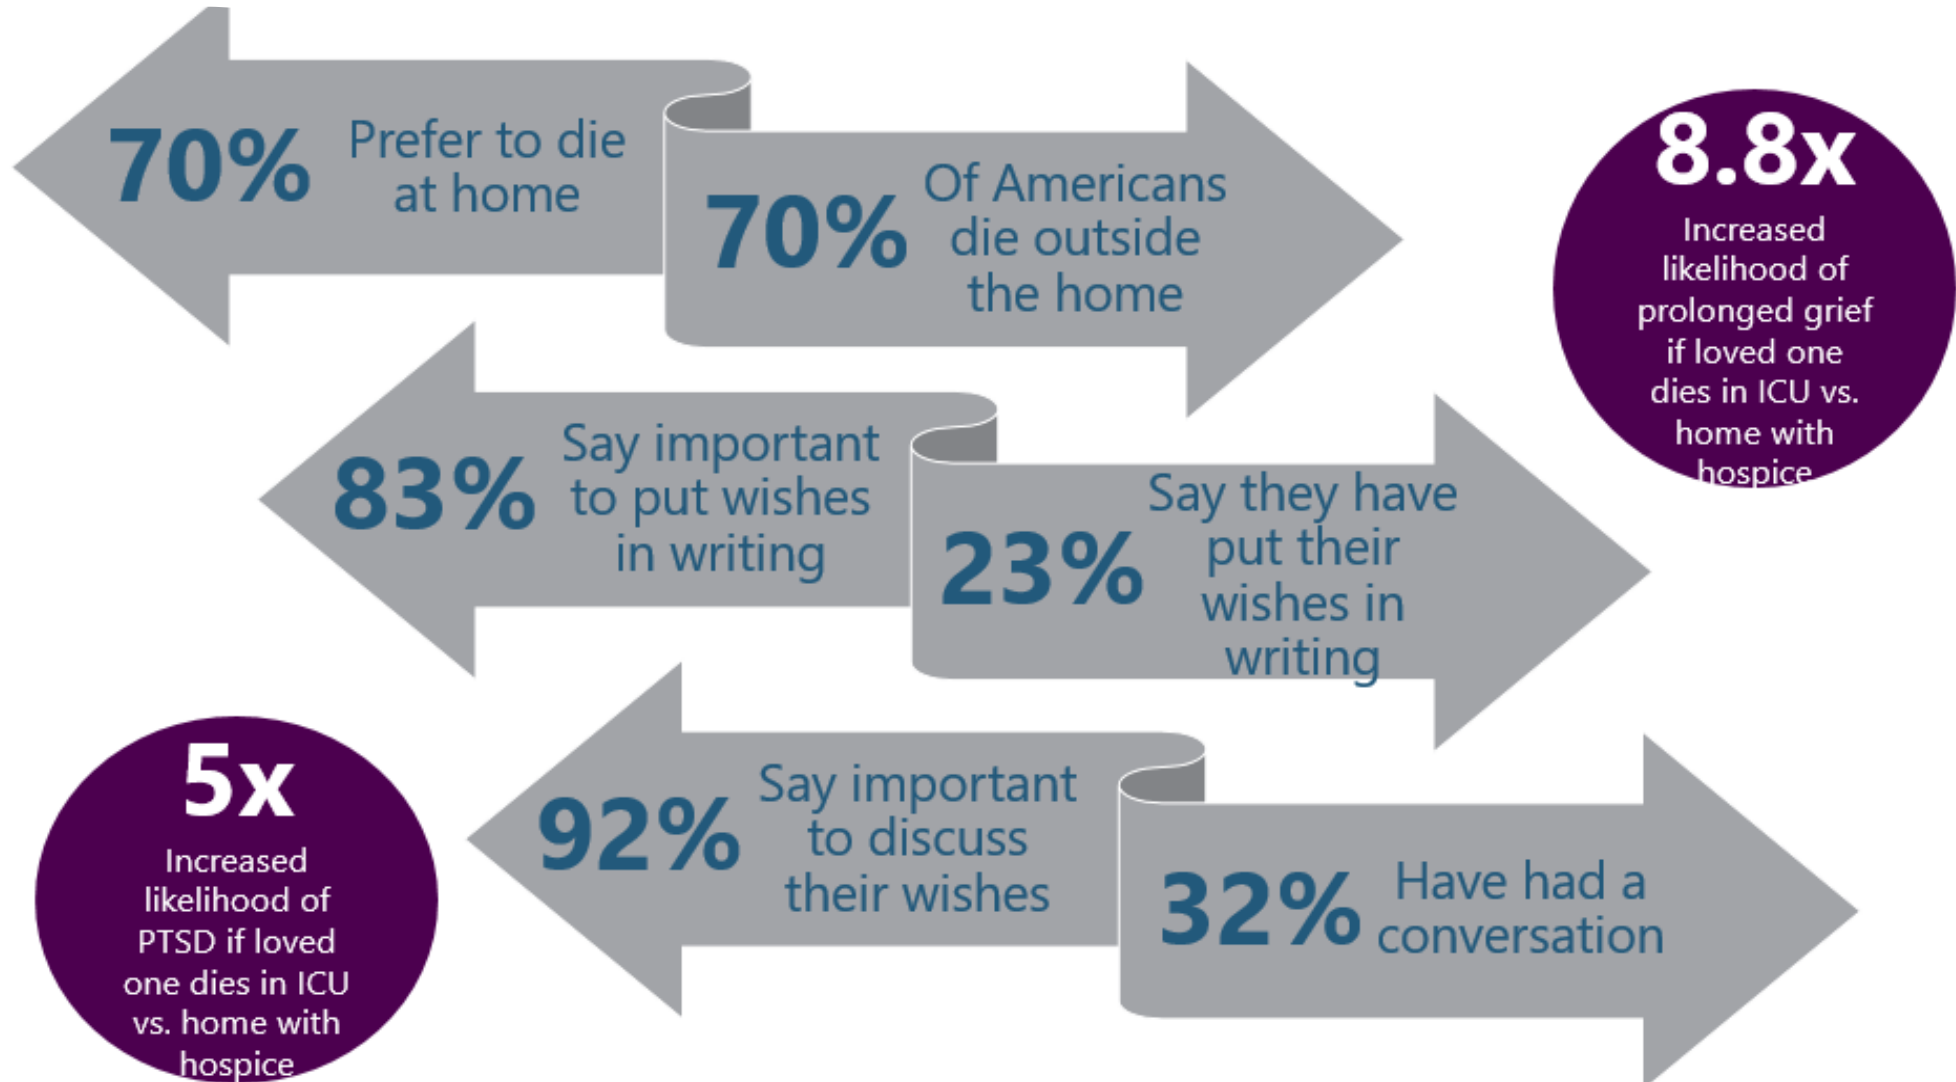 70%
Prefer to die
at home
70%
Of Americans
die outside
the home
8.8x
Increased
likelihood of
prolonged grief
if loved one
dies in ICU vs.
home with
hospice
83%
Say important
to put wishes
in writing
23%
Say they have
put their
wishes in
writing
5x
Increased
likelihood of
PTSD if loved
one dies in ICU
vs. home with
hospice
92%
Say important
to discuss
their wishes
32%
Have had a
conversation